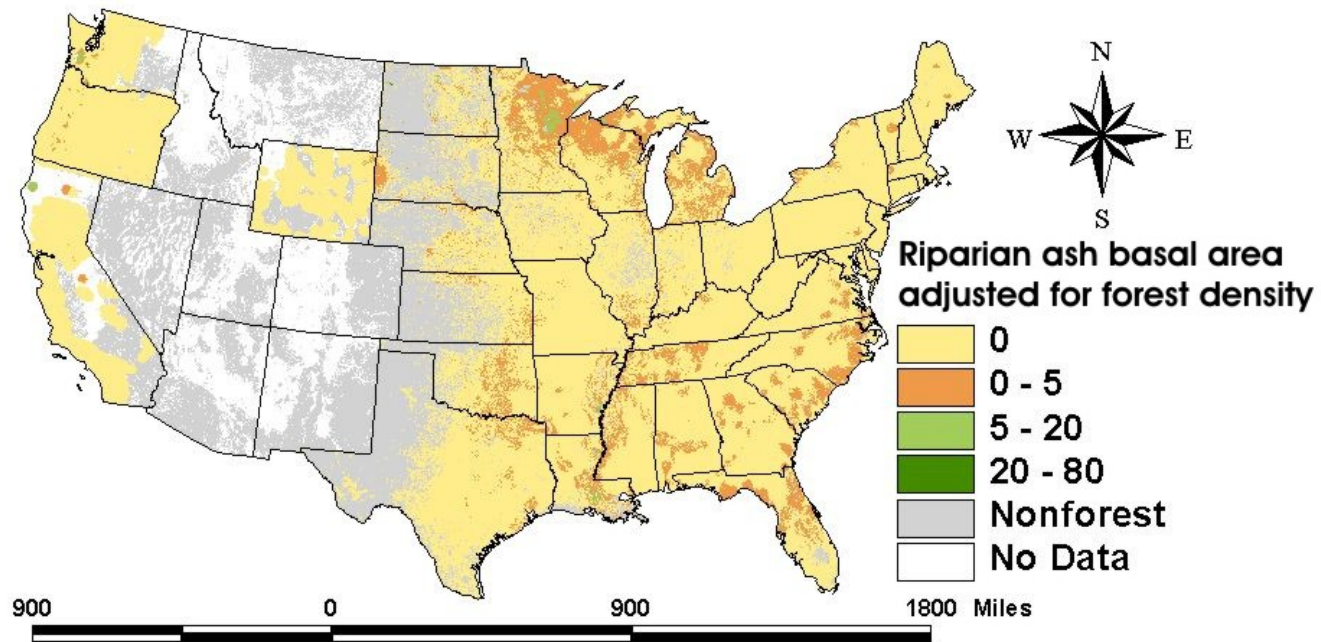 N
W E
S
Riparian ash basal area
adjusted for forest density
0
0 - 5
5 - 20
20 - 80
Nonforest
No Data
900 0 900 1800 Miles